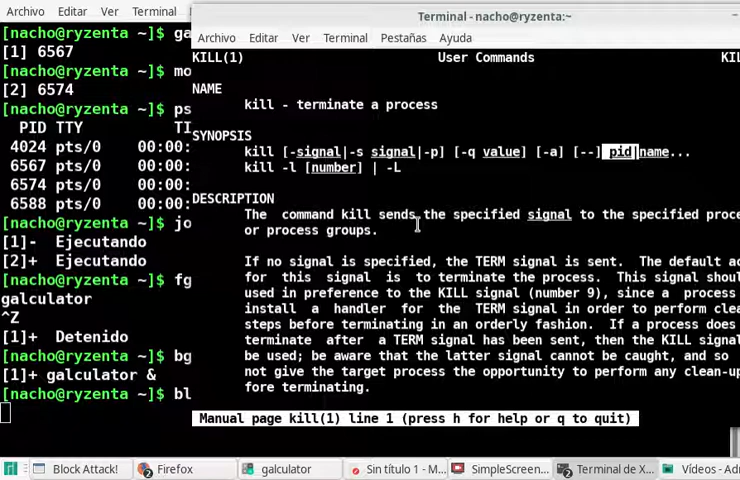 Archivo Editar Ver Terminal
[nacho@ryzenta ~]$ ga
[1] 6567
[nacho@ryzenta ~]$ mo
[2] 6574
[nacho@ryzenta ~]$ ps
PID TTY TI
4024 pts/0 00:00:
6567 pts/0 00:00:
6574 pts/0 00:00:
6588 pts/0 00:00:
[nacho@ryzenta ~]$ jo
[1]- Ejecutando
[2]+ Ejecutando
[nacho@ryzenta ~]$ fg
galculator
^Z
[1]+ Detenido
[nacho@ryzenta ~]$ bg
[1]+ galculator &
[nacho@ryzenta ~]$ bl
Terminal - nacho@ryzenta:~
Archivo Editar Ver Terminal Pestañas Ayuda
KILL(1) User Commands KIL
NAME
kill - terminate a process
SYNOPSIS
kill [-signal|-s signal|-p] [-q value] [-a] [--] pid|name...
kill -l [number] | -L
DESCRIPTION
The command kill sends the specified signal to the specified proce
or process groups.
If no signal is specified, the TERM signal is sent. The default ac
for this signal is to terminate the process. This signal shoul
used in preference to the KILL signal (number 9), since a process
install a handler for the TERM signal in order to perform clea
steps before terminating in an orderly fashion. If a process does
terminate after a TERM signal has been sent, then the KILL signal
be used; be aware that the latter signal cannot be caught, and so
not give the target process the opportunity to perform any clean-up
fore terminating.
Manual page kill(1) line 1 (press h for help or q to quit)
Block Attack! 2 Firefox galculator Sin título 1 - M... SimpleScreen... 2 Terminal de X... Vídeos - Ad